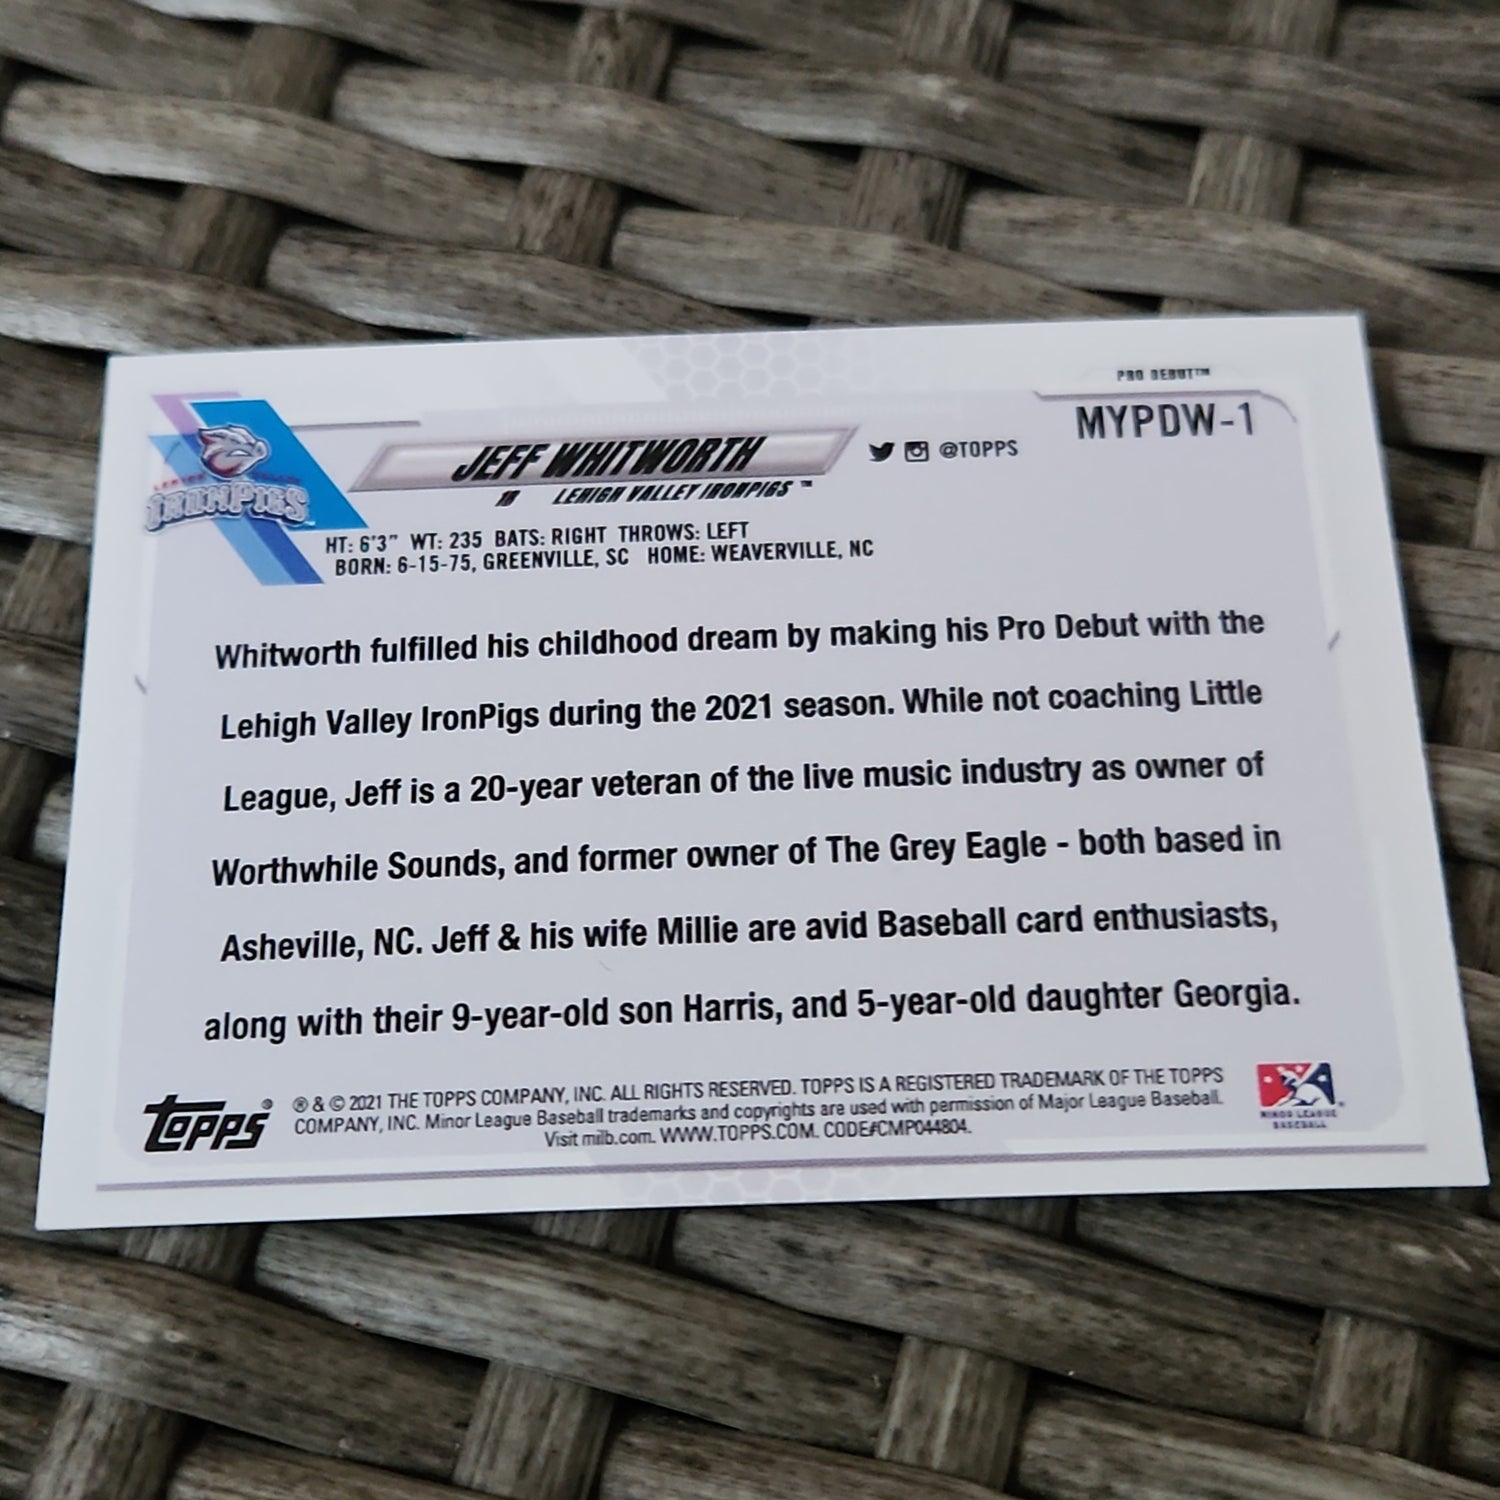 PRO DEBUT™
MYPDW-1
LEHIGH VALLEY
IRONPIGS
JEFF WHITWORTH
@TOPPS
1B LEHIGH VALLEY IRONPIGS™
HT: 6'3" WT: 235 BATS: RIGHT THROWS: LEFT
BORN: 6-15-75, GREENVILLE, SC HOME: WEAVERVILLE, NC
Whitworth fulfilled his childhood dream by making his Pro Debut with the
Lehigh Valley IronPigs during the 2021 season. While not coaching Little
League, Jeff is a 20-year veteran of the live music industry as owner of
Worthwhile Sounds, and former owner of The Grey Eagle - both based in
Asheville, NC. Jeff & his wife Millie are avid Baseball card enthusiasts,
along with their 9-year-old son Harris, and 5-year-old daughter Georgia.
TOPPS®
® & © 2021 THE TOPPS COMPANY, INC. ALL RIGHTS RESERVED. TOPPS IS A REGISTERED TRADEMARK OF THE TOPPS
COMPANY, INC. Minor League Baseball trademarks and copyrights are used with permission of Major League Baseball.
Visit milb.com. WWW.TOPPS.COM. CODE#CMP044804.
MINOR LEAGUE
BASEBALL